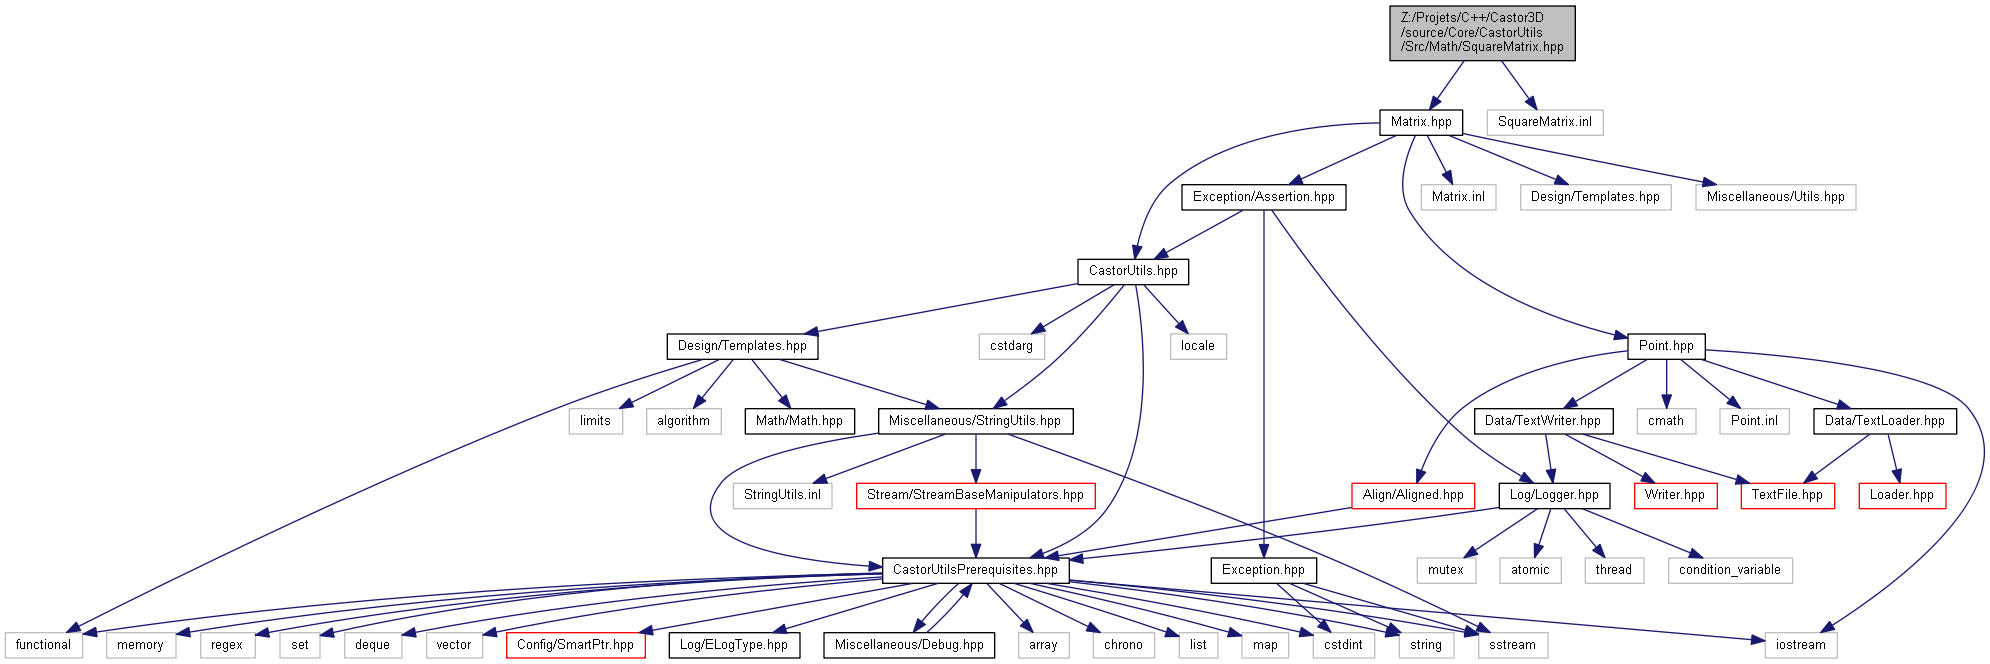 Z:/Projets/C++/Castor3D
/source/Core/CastorUtils
/Src/Math/SquareMatrix.hpp
Matrix.hpp
SquareMatrix.inl
Exception/Assertion.hpp
Matrix.inl
Design/Templates.hpp
Miscellaneous/Utils.hpp
CastorUtils.hpp
Design/Templates.hpp
cstdarg
locale
Point.hpp
limits
algorithm
Math/Math.hpp
Miscellaneous/StringUtils.hpp
Data/TextWriter.hpp
cmath
Point.inl
Data/TextLoader.hpp
StringUtils.inl
Stream/StreamBaseManipulators.hpp
Align/Aligned.hpp
Log/Logger.hpp
Writer.hpp
TextFile.hpp
Loader.hpp
CastorUtilsPrerequisites.hpp
Exception.hpp
mutex
atomic
thread
condition_variable
functional
memory
regex
set
deque
vector
Config/SmartPtr.hpp
Log/ELogType.hpp
Miscellaneous/Debug.hpp
array
chrono
list
map
cstdint
string
sstream
iostream